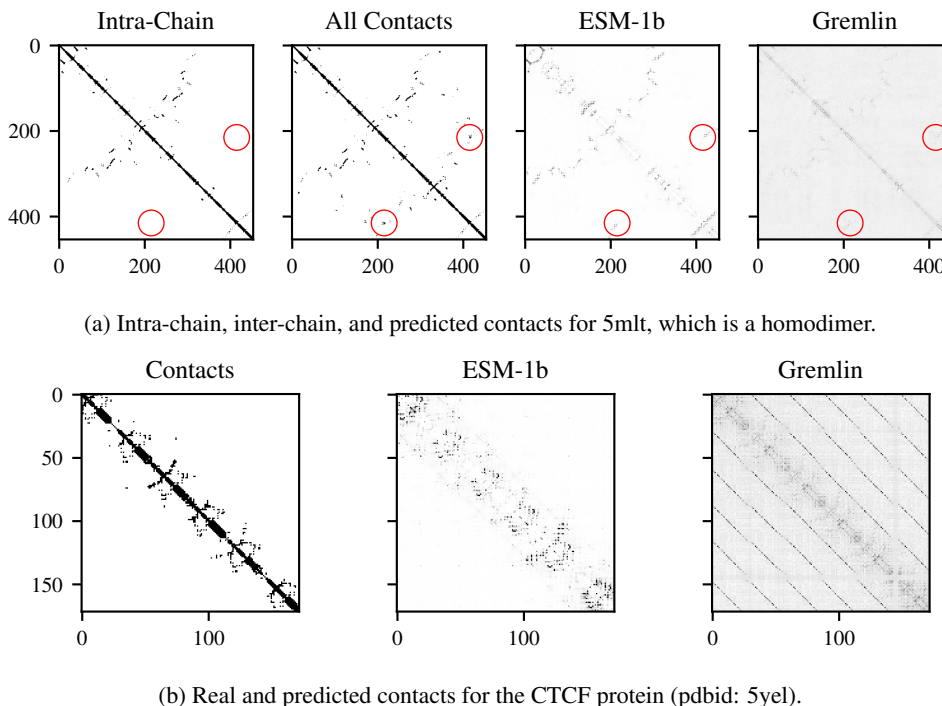 Intra-Chain All Contacts ESM-1b Gremlin
0
200
400
0 200 400 0 200 400 0 200 400 0 200 400
(a) Intra-chain, inter-chain, and predicted contacts for 5mlt, which is a homodimer.
Contacts ESM-1b Gremlin
0
50
100
150
0 100 0 100 0 100
(b) Real and predicted contacts for the CTCF protein (pdbid: 5yel).